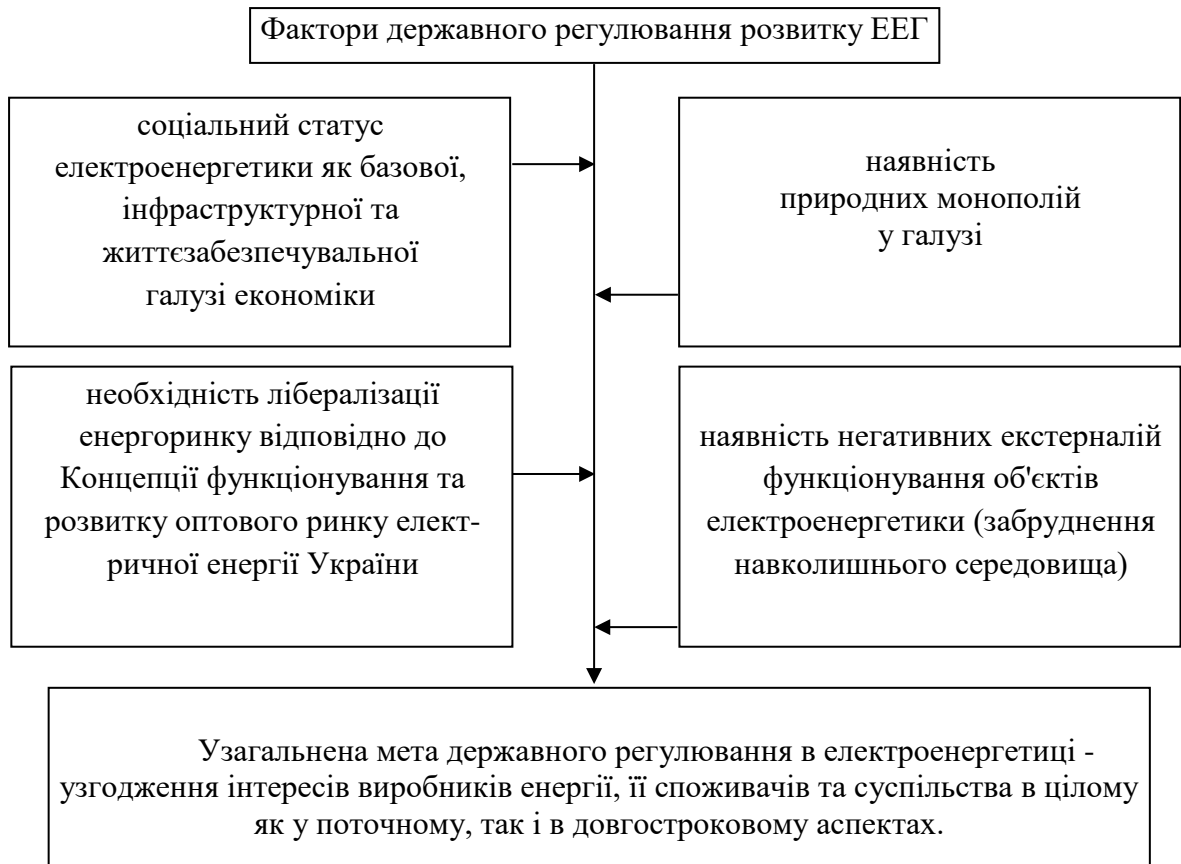 Фактори державного регулювання розвитку ЕЕГ
соціальний статус
електроенергетики як базової,
інфраструктурної та
життєзабезпечувальної
галузі економіки
наявність
природних монополій
у галузі
необхідність лібералізації
енергоринку відповідно до
Концепції функціонування та
розвитку оптового ринку елект-
ричної енергії України
наявність негативних екстерналій
функціонування об'єктів
електроенергетики (забруднення
навколишнього середовища)
Узагальнена мета державного регулювання в електроенергетиці -
узгодження інтересів виробників енергії, її споживачів та суспільства в цілому
як у поточному, так і в довгостроковому аспектах.